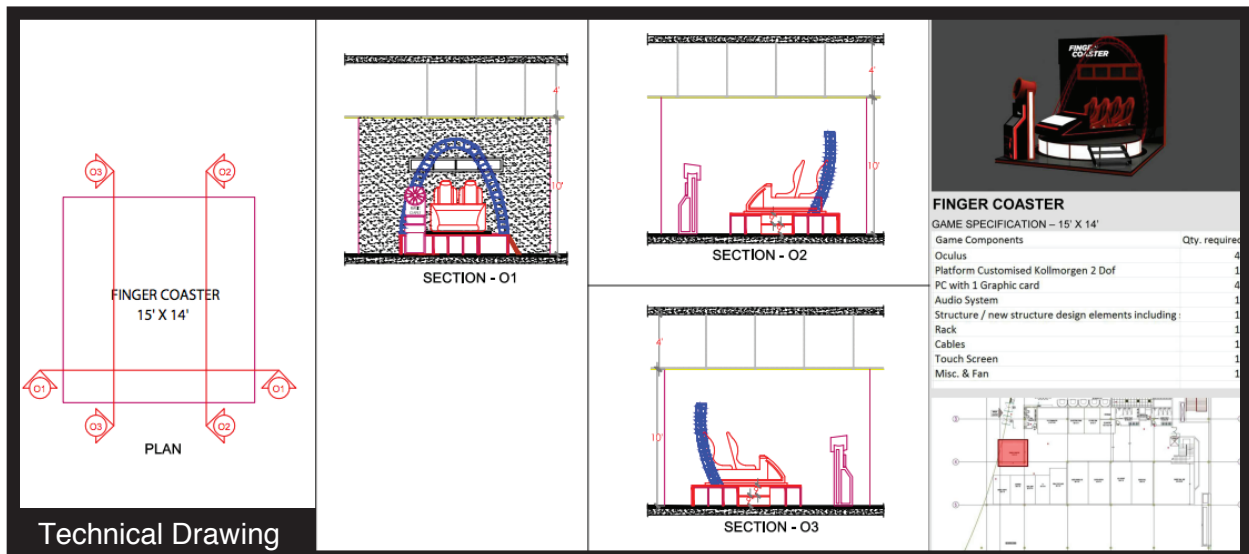 O3
O2
FINGER COASTER
15' X 14'
O1
O1
O3
O2
PLAN
Technical Drawing
4'
10'
SECTION - O1
4'
10'
SECTION - O2
4'
10'
SECTION - O3
FINGER
COASTER
FINGER COASTER
GAME SPECIFICATION – 15' X 14'
Game Components Qty. required
Oculus 4
Platform Customised Kollmorgen 2 Dof 1
PC with 1 Graphic card 4
Audio System 1
Structure / new structure design elements including 1
Rack 1
Cables 1
Touch Screen 1
Misc. & Fan 1